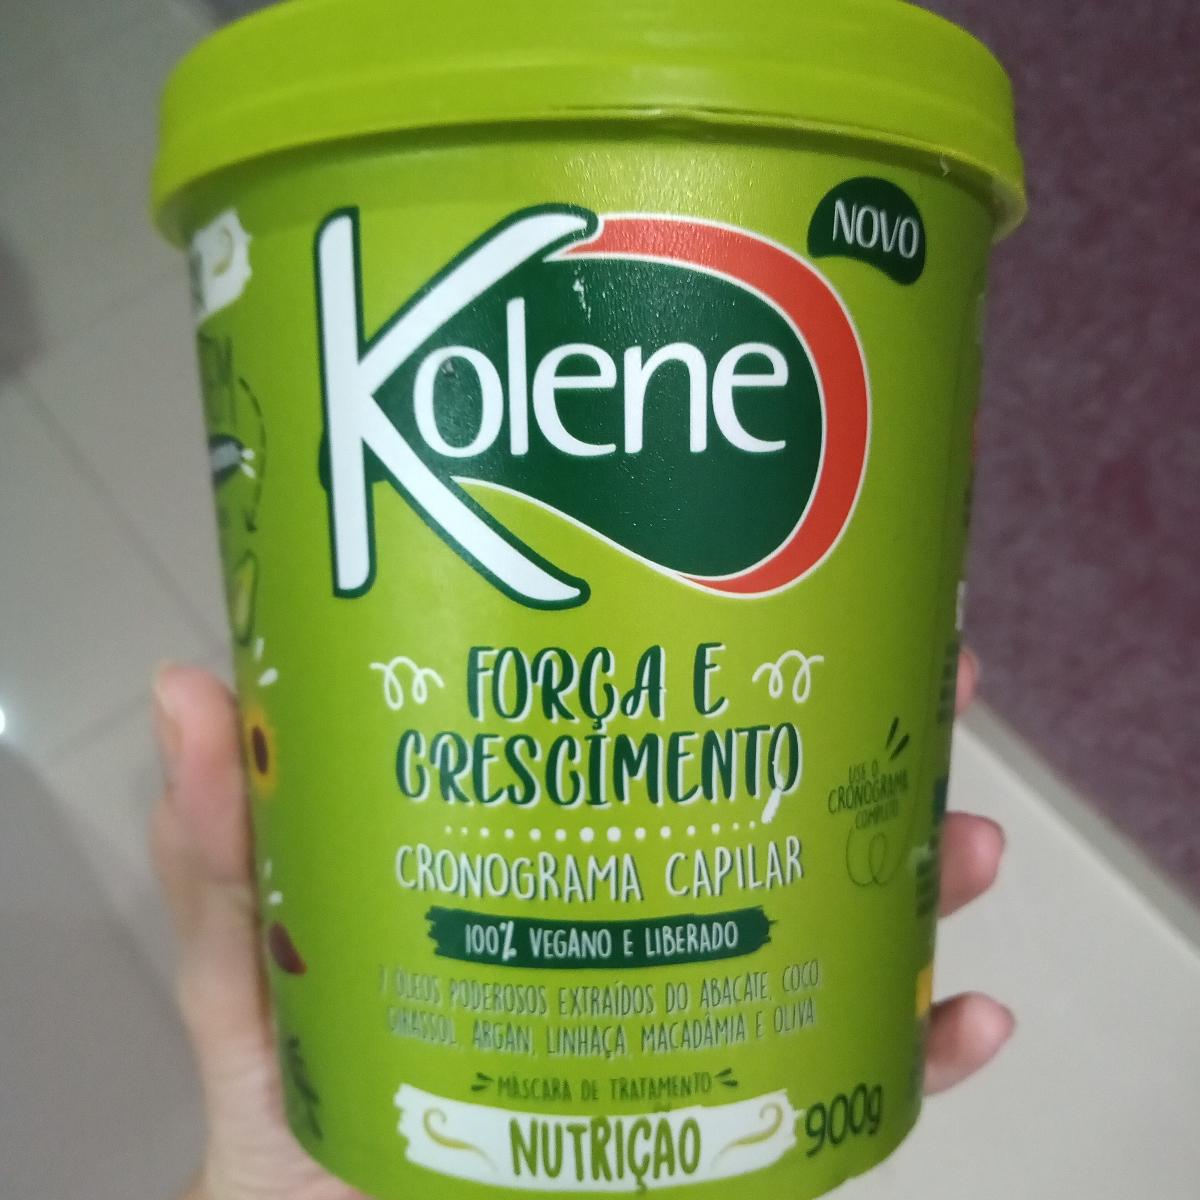 NOVO
Kolene
FORÇA E
CRESCIMENTO
USE O
CRONOGRAMA
COMPLETO
CRONOGRAMA CAPILAR
100% VEGANO E LIBERADO
7 ÓLEOS PODEROSOS EXTRAÍDOS DO ABACATE, COCO,
GIRASSOL, ARGAN, LINHAÇA, MACADÂMIA E OLIVA
MÁSCARA DE TRATAMENTO
NUTRIÇÃO
900g